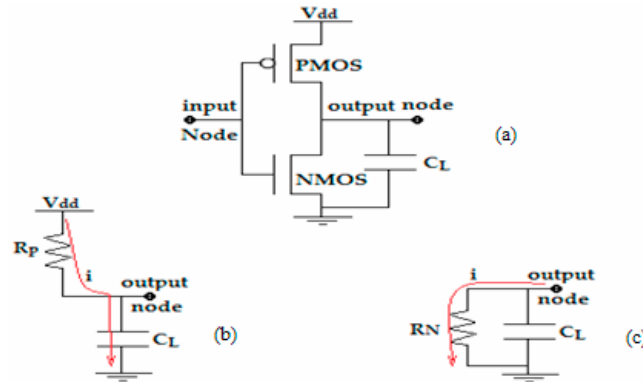 Vdd
PMOS
input
Node
output node
(a)
CL
NMOS
Vdd
RP
i
output
node
CL
(b)
i
output
node
RN
CL
(c)